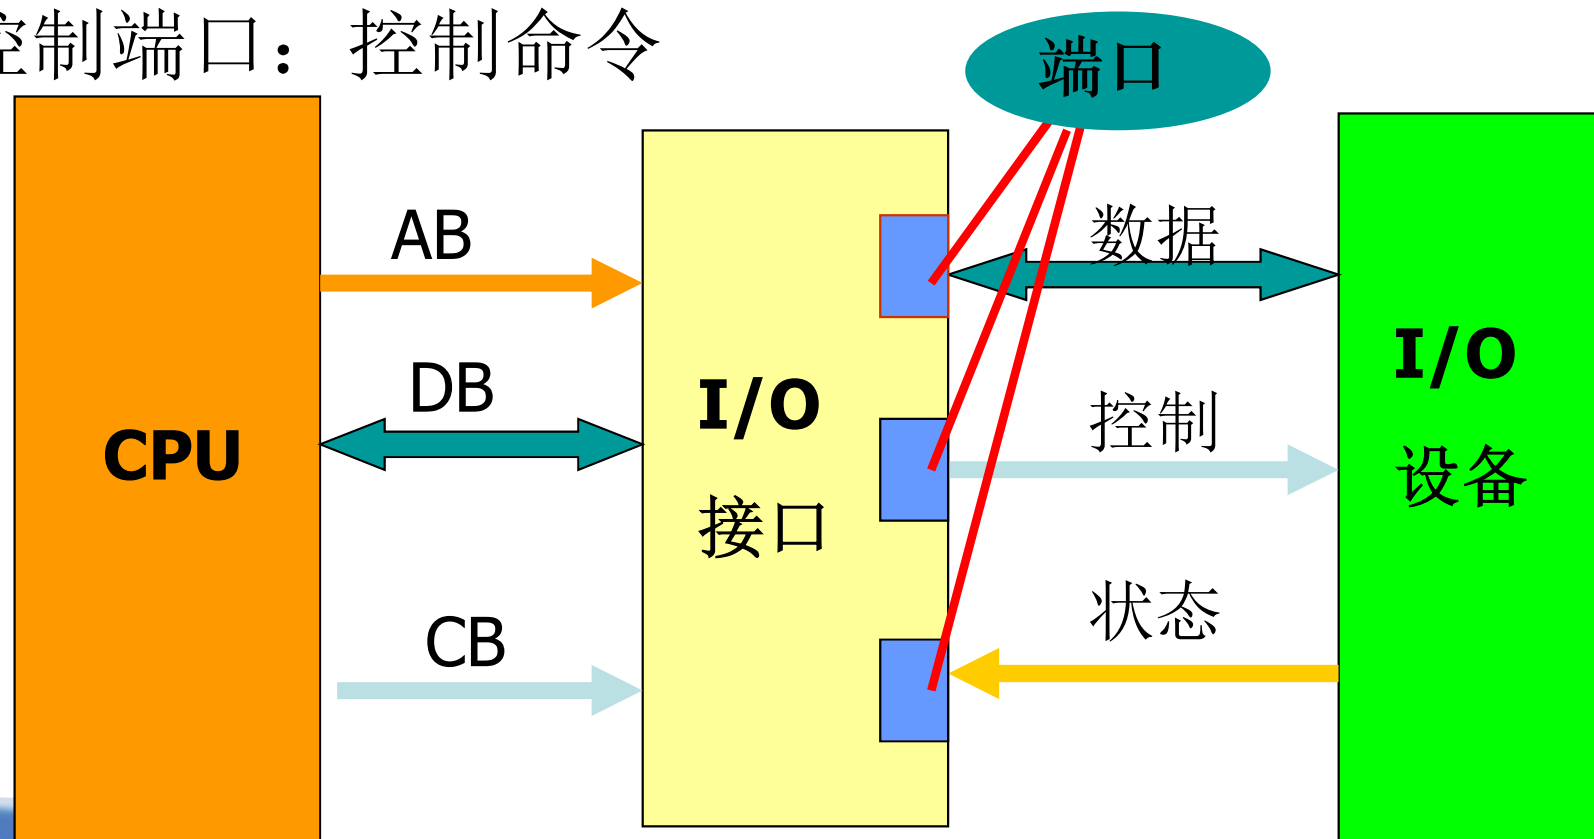 控制端口：控制命令
端口
AB
数据
DB
I/O
I/O
控制
CPU
设备
接口
状态
CB